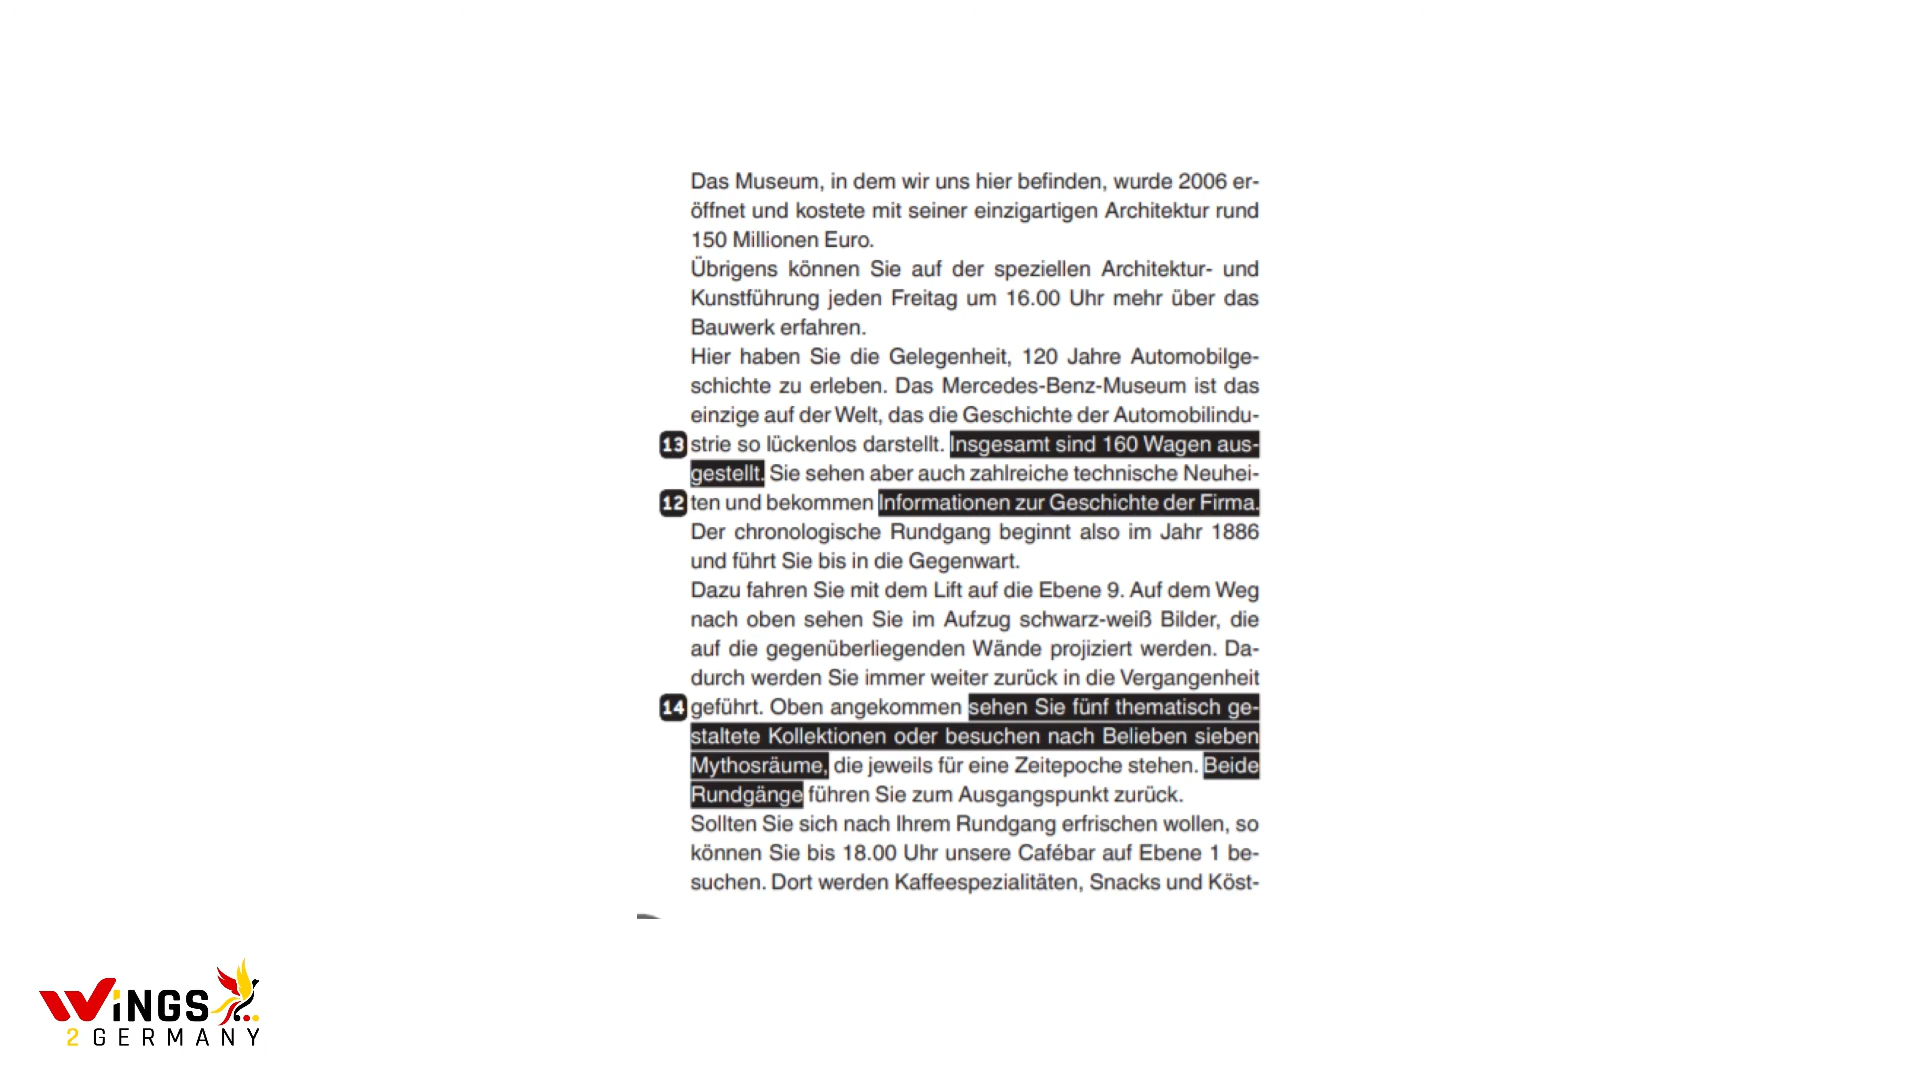 Das Museum, in dem wir uns hier befinden, wurde 2006 er-
öffnet und kostete mit seiner einzigartigen Architektur rund
150 Millionen Euro.
Übrigens können Sie auf der speziellen Architektur- und
Kunstführung jeden Freitag um 16.00 Uhr mehr über das
Bauwerk erfahren.
Hier haben Sie die Gelegenheit, 120 Jahre Automobilge-
schichte zu erleben. Das Mercedes-Benz-Museum ist das
einzige auf der Welt, das die Geschichte der Automobilindu-
13 strie so lückenlos darstellt. Insgesamt sind 160 Wagen aus-
gestellt. Sie sehen aber auch zahlreiche technische Neuhei-
12 ten und bekommen Informationen zur Geschichte der Firma.
Der chronologische Rundgang beginnt also im Jahr 1886
und führt Sie bis in die Gegenwart.
Dazu fahren Sie mit dem Lift auf die Ebene 9. Auf dem Weg
nach oben sehen Sie im Aufzug schwarz-weiß Bilder, die
auf die gegenüberliegenden Wände projiziert werden. Da-
durch werden Sie immer weiter zurück in die Vergangenheit
14 geführt. Oben angekommen sehen Sie fünf thematisch ge-
staltete Kollektionen oder besuchen nach Belieben sieben
Mythosräume, die jeweils für eine Zeitepoche stehen. Beide
Rundgänge führen Sie zum Ausgangspunkt zurück.
Sollten Sie sich nach Ihrem Rundgang erfrischen wollen, so
können Sie bis 18.00 Uhr unsere Cafébar auf Ebene 1 be-
suchen. Dort werden Kaffeespezialitäten, Snacks und Köst-
WiNGS
2 GERMANY